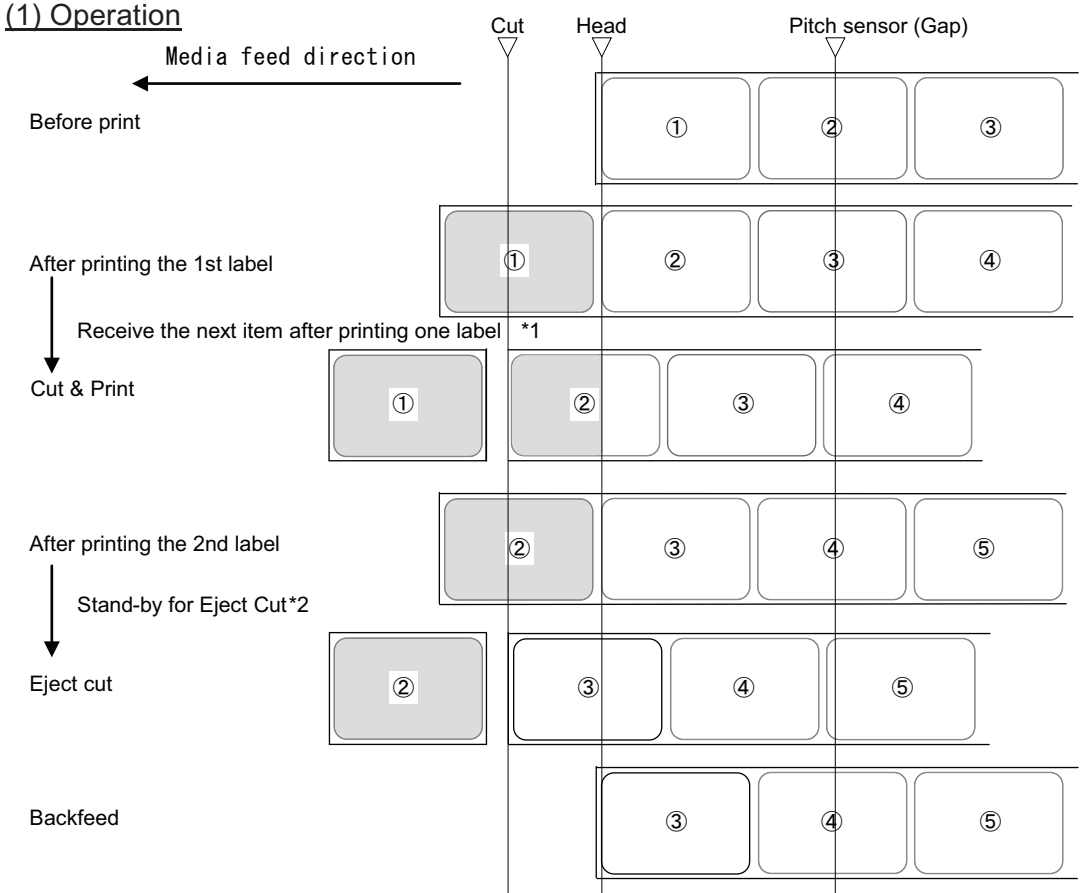 (1) Operation
Cut Head Pitch sensor (Gap)
Media feed direction
Before print
① ② ③
After printing the 1st label
① ② ③ ④
Receive the next item after printing one label *1
Cut & Print
① ② ③ ④
After printing the 2nd label
② ③ ④ ⑤
Stand-by for Eject Cut*2
Eject cut
② ③ ④ ⑤
Backfeed
③ ④ ⑤